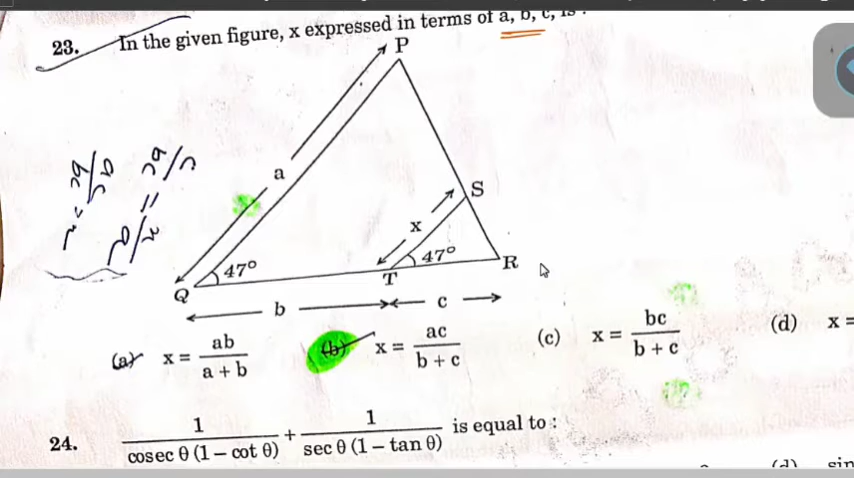 23. In the given figure, x expressed in terms of a, b, c, is :
P
a
S
x
47°
47°
R
T
Q
b
c
(a) x = ab / a + b (b) x = ac / b + c (c) x = bc / b + c (d) x =
24. 1 / cosec θ (1 – cot θ) + 1 / sec θ (1 – tan θ) is equal to :
(d) sin